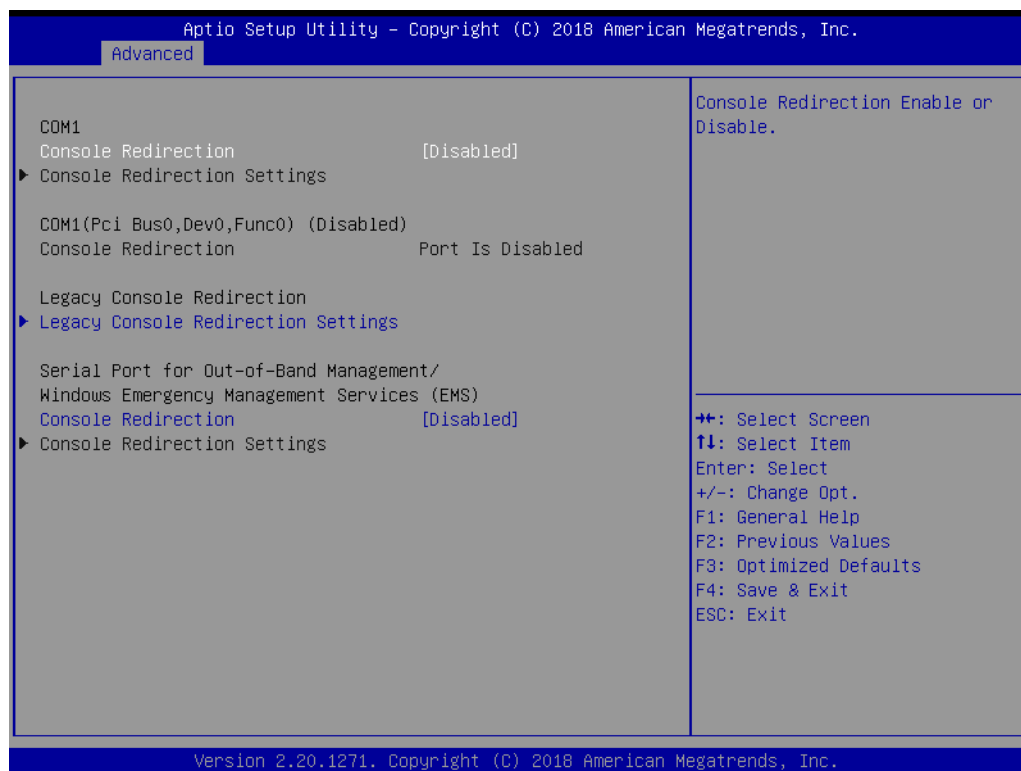 Aptio Setup Utility – Copyright (C) 2018 American Megatrends, Inc.
Advanced
COM1
Console Redirection [Disabled]
Console Redirection Settings
COM1(Pci Bus0,Dev0,Func0) (Disabled)
Console Redirection Port Is Disabled
Legacy Console Redirection
Legacy Console Redirection Settings
Serial Port for Out-of-Band Management/
Windows Emergency Management Services (EMS)
Console Redirection [Disabled]
Console Redirection Settings
Console Redirection Enable or
Disable.
→←: Select Screen
↑↓: Select Item
Enter: Select
+/-: Change Opt.
F1: General Help
F2: Previous Values
F3: Optimized Defaults
F4: Save & Exit
ESC: Exit
Version 2.20.1271. Copyright (C) 2018 American Megatrends, Inc.